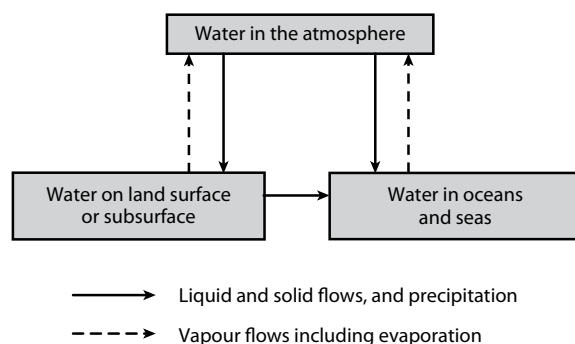 Water in the atmosphere
Water on land surface
or subsurface
Water in oceans
and seas
Liquid and solid flows, and precipitation
Vapour flows including evaporation